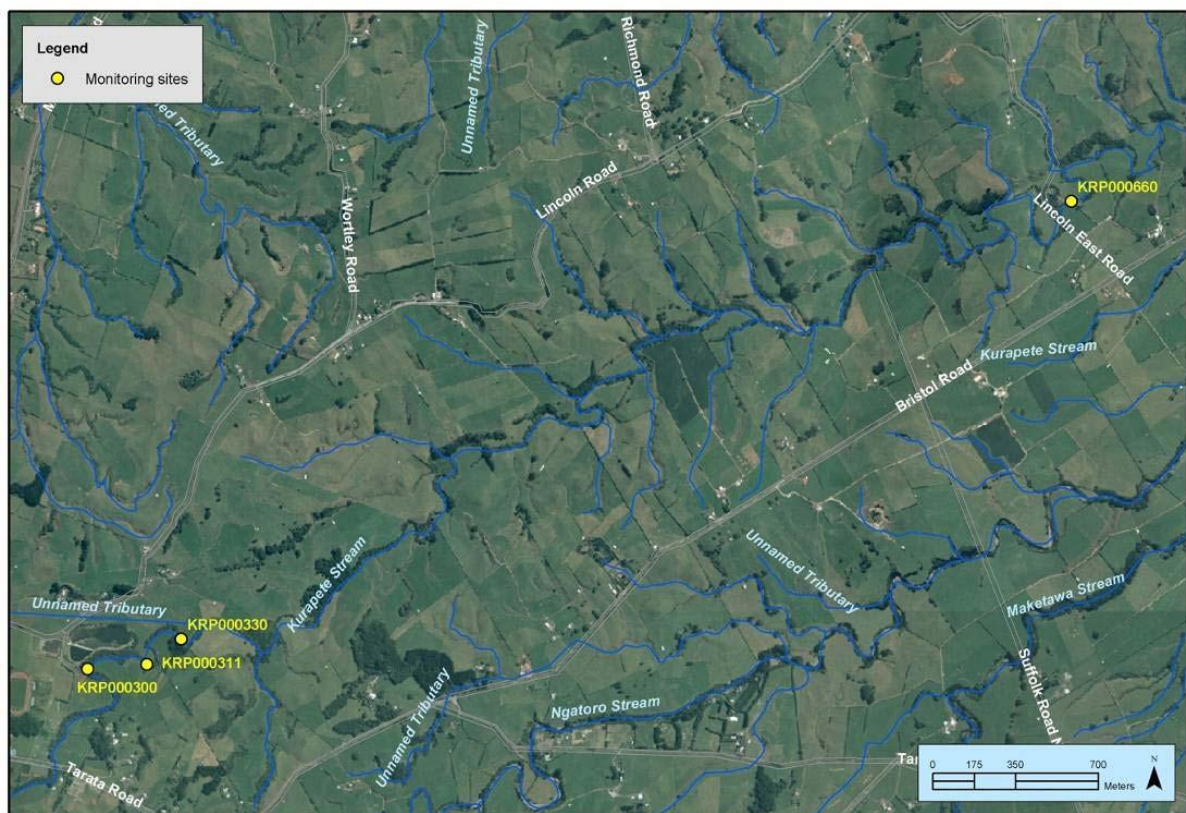 Legend
Monitoring sites
Unnamed Tributary
Richmond Road
Lincoln Road
Wortley Road
KRP000660
Lincoln East Road
Kurapete Stream
Bristol Road
Unnamed Tributary
Kurapete Stream
Unnamed Tributary
Maketawa Stream
KRP000330
KRP000311
KRP000300
Suffolk Road N
Ngatoro Stream
Unnamed Tributary
Tarata Road
0 175 350 700
Meters
N